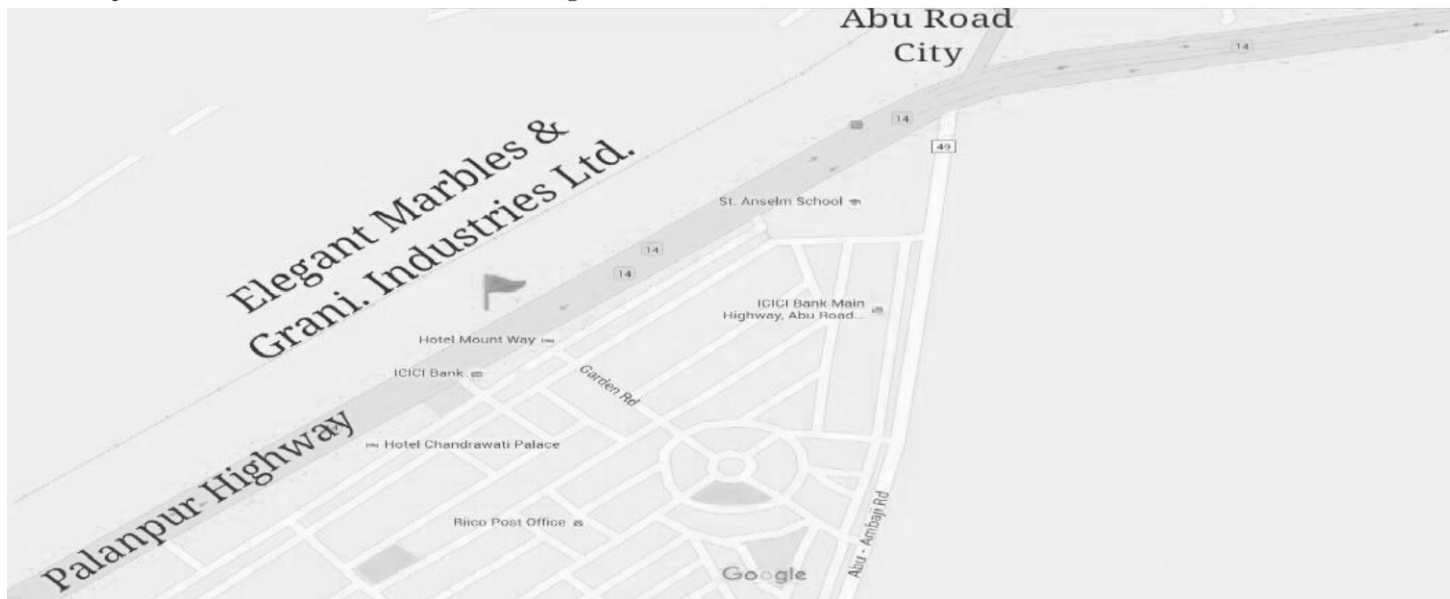 Abu Road
City
14
14
49
Elegant Marbles &
Grani. Industries Ltd.
St. Anselm School
14
14
ICICI Bank Main
Highway, Abu Road...
Hotel Mount Way
ICICI Bank
Garden Rd
Palanpur Highway
Hotel Chandrawati Palace
Riico Post Office
Abu - Ambaji Rd
Google